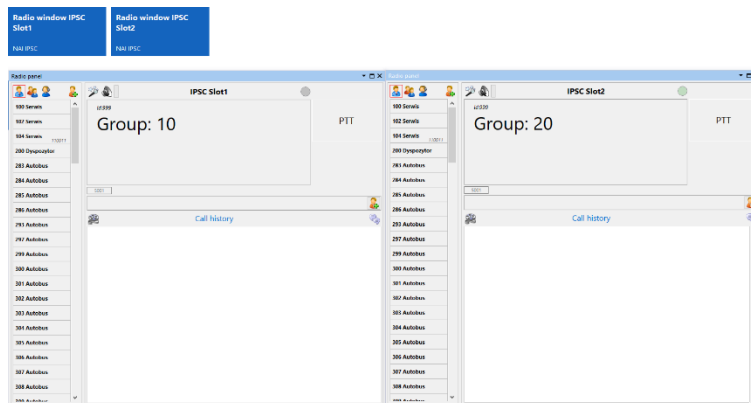 Radio window IPSC
Slot1
NAI IPSC
Radio window IPSC
Slot2
NAI IPSC
Radio panel
IPSC Slot1
id:939
Group: 10
PTT
Call history
100 Serwis
102 Serwis
104 Serwis
200 Dyspozytor
283 Autobus
284 Autobus
285 Autobus
286 Autobus
293 Autobus
297 Autobus
299 Autobus
300 Autobus
301 Autobus
302 Autobus
303 Autobus
304 Autobus
305 Autobus
306 Autobus
307 Autobus
308 Autobus
Radio panel
IPSC Slot2
Group: 20
PTT
Call history
100 Serwis
102 Serwis
104 Serwis
200 Dyspozytor
283 Autobus
284 Autobus
285 Autobus
286 Autobus
293 Autobus
297 Autobus
299 Autobus
300 Autobus
301 Autobus
302 Autobus
303 Autobus
304 Autobus
305 Autobus
306 Autobus
307 Autobus
308 Autobus